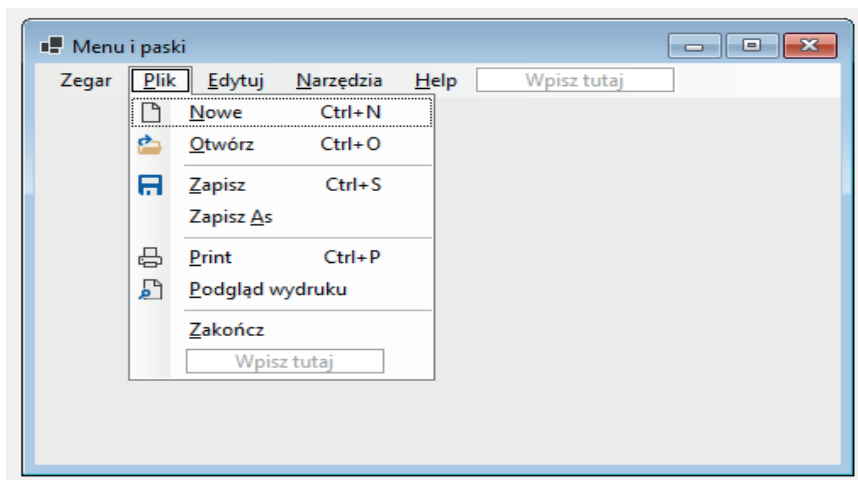 Menu i paski
Zegar Plik Edytuj Narzędzia Help Wpisz tutaj
Nowe Ctrl+N
Otwórz Ctrl+O
Zapisz Ctrl+S
Zapisz As
Print Ctrl+P
Podgląd wydruku
Zakończ
Wpisz tutaj